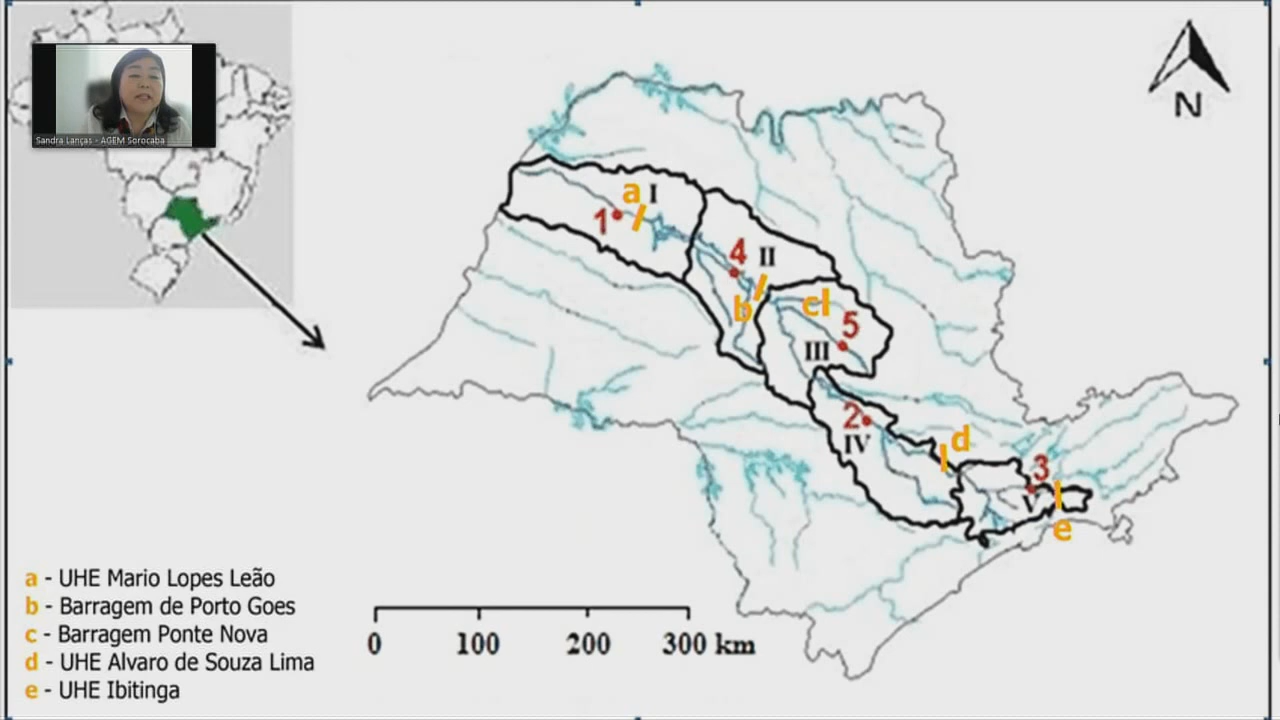 Sandra Lanças - AGEM Sorocaba
N
a I
1
4 II
b
c
5
III
2
IV
d
3
V
e
a - UHE Mario Lopes Leão
b - Barragem de Porto Goes
c - Barragem Ponte Nova
d - UHE Alvaro de Souza Lima
e - UHE Ibitinga
0 100 200 300 km